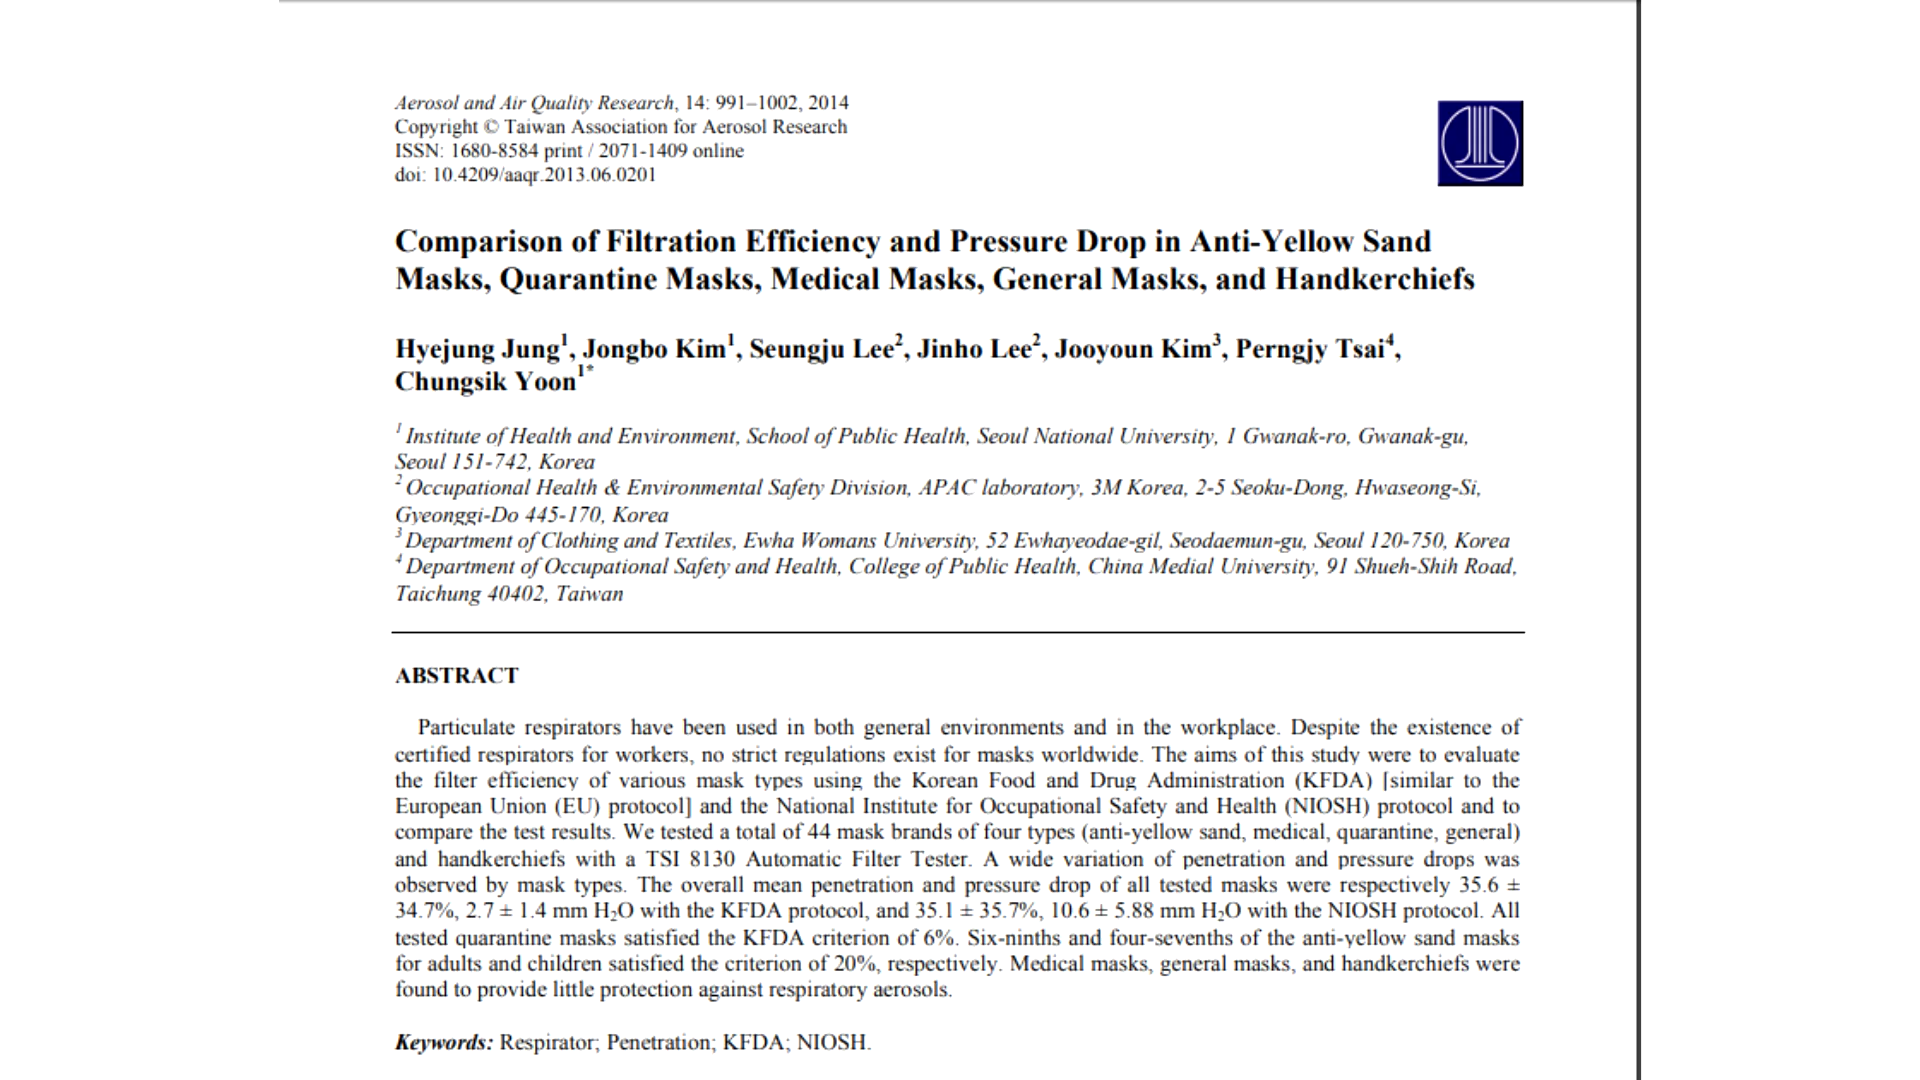 Aerosol and Air Quality Research, 14: 991–1002, 2014
Copyright © Taiwan Association for Aerosol Research
ISSN: 1680-8584 print / 2071-1409 online
doi: 10.4209/aaqr.2013.06.0201
Comparison of Filtration Efficiency and Pressure Drop in Anti-Yellow Sand
Masks, Quarantine Masks, Medical Masks, General Masks, and Handkerchiefs
Hyejung Jung1, Jongbo Kim1, Seungju Lee2, Jinho Lee2, Jooyoun Kim3, Perngjy Tsai4,
Chungsik Yoon1*
1 Institute of Health and Environment, School of Public Health, Seoul National University, 1 Gwanak-ro, Gwanak-gu,
Seoul 151-742, Korea
2 Occupational Health & Environmental Safety Division, APAC laboratory, 3M Korea, 2-5 Seoku-Dong, Hwaseong-Si,
Gyeonggi-Do 445-170, Korea
3 Department of Clothing and Textiles, Ewha Womans University, 52 Ewhayeodae-gil, Seodaemun-gu, Seoul 120-750, Korea
4 Department of Occupational Safety and Health, College of Public Health, China Medial University, 91 Shueh-Shih Road,
Taichung 40402, Taiwan
ABSTRACT
Particulate respirators have been used in both general environments and in the workplace. Despite the existence of
certified respirators for workers, no strict regulations exist for masks worldwide. The aims of this study were to evaluate
the filter efficiency of various mask types using the Korean Food and Drug Administration (KFDA) [similar to the
European Union (EU) protocol] and the National Institute for Occupational Safety and Health (NIOSH) protocol and to
compare the test results. We tested a total of 44 mask brands of four types (anti-yellow sand, medical, quarantine, general)
and handkerchiefs with a TSI 8130 Automatic Filter Tester. A wide variation of penetration and pressure drops was
observed by mask types. The overall mean penetration and pressure drop of all tested masks were respectively 35.6 ±
34.7%, 2.7 ± 1.4 mm H2O with the KFDA protocol, and 35.1 ± 35.7%, 10.6 ± 5.88 mm H2O with the NIOSH protocol. All
tested quarantine masks satisfied the KFDA criterion of 6%. Six-ninths and four-sevenths of the anti-yellow sand masks
for adults and children satisfied the criterion of 20%, respectively. Medical masks, general masks, and handkerchiefs were
found to provide little protection against respiratory aerosols.
Keywords: Respirator; Penetration; KFDA; NIOSH.